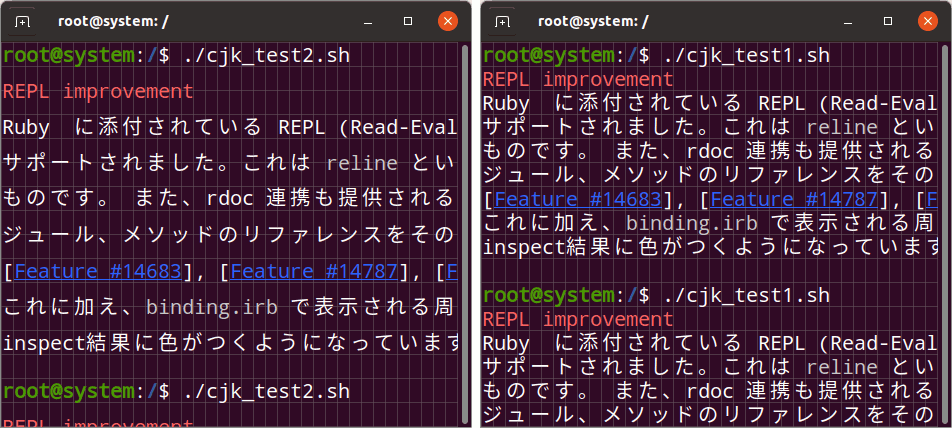 root@system: /
root@system:/$ ./cjk_test2.sh
REPL improvement
Ruby  に添付されている REPL (Read-Eval
サポートされました。これは reline とい
ものです。 また、rdoc 連携も提供される
ジュール、メソッドのリファレンスをその
[Feature #14683], [Feature #14787], [F
これに加え、binding.irb で表示される周
inspect結果に色がつくようになっています
root@system:/$ ./cjk_test2.sh
REPL improvement
root@system: /
root@system:/$ ./cjk_test1.sh
REPL improvement
Ruby  に添付されている REPL (Read-Eval
サポートされました。これは reline とい
ものです。 また、rdoc 連携も提供される
ジュール、メソッドのリファレンスをその
[Feature #14683], [Feature #14787], [F
これに加え、binding.irb で表示される周
inspect結果に色がつくようになっています
root@system:/$ ./cjk_test1.sh
REPL improvement
Ruby  に添付されている REPL (Read-Eval
サポートされました。これは reline とい
ものです。 また、rdoc 連携も提供される
ジュール、メソッドのリファレンスをその